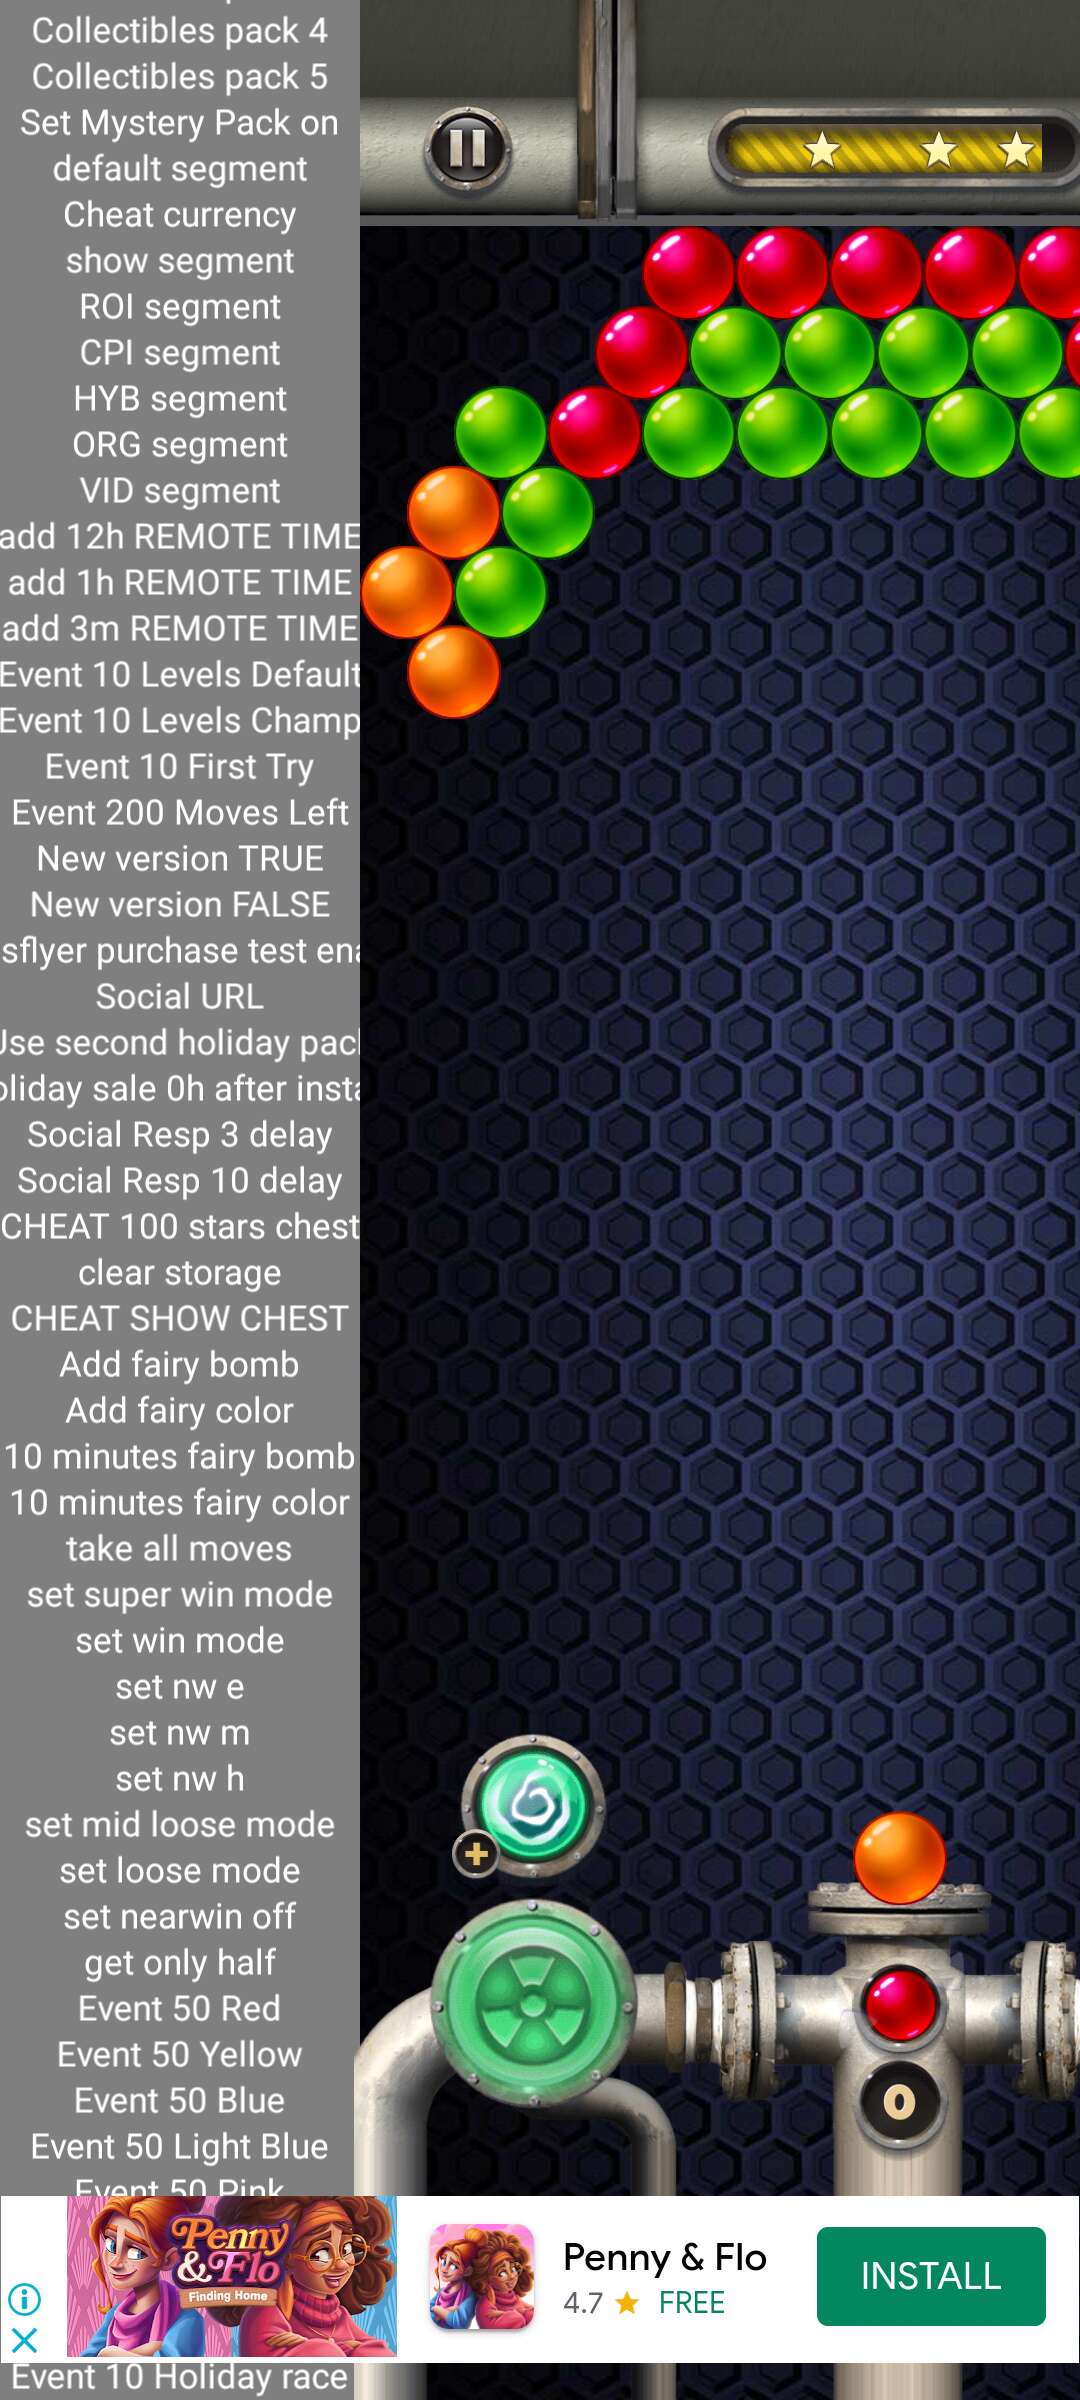 Collectibles pack 4
Collectibles pack 5
Set Mystery Pack on
default segment
Cheat currency
show segment
ROI segment
CPI segment
HYB segment
ORG segment
VID segment
add 12h REMOTE TIME
add 1h REMOTE TIME
add 3m REMOTE TIME
Event 10 Levels Default
Event 10 Levels Champ
Event 10 First Try
Event 200 Moves Left
New version TRUE
New version FALSE
sflyer purchase test ena
Social URL
Use second holiday pack
oliday sale 0h after insta
Social Resp 3 delay
Social Resp 10 delay
CHEAT 100 stars chest
clear storage
CHEAT SHOW CHEST
Add fairy bomb
Add fairy color
10 minutes fairy bomb
10 minutes fairy color
take all moves
set super win mode
set win mode
set nw e
set nw m
set nw h
set mid loose mode
set loose mode
set nearwin off
get only half
Event 50 Red
Event 50 Yellow
Event 50 Blue
Event 50 Light Blue
Event 50 Pink
0
Penny
&Flo
Finding Home
Penny & Flo
4.7 ★ FREE
INSTALL
Event 10 Holiday race